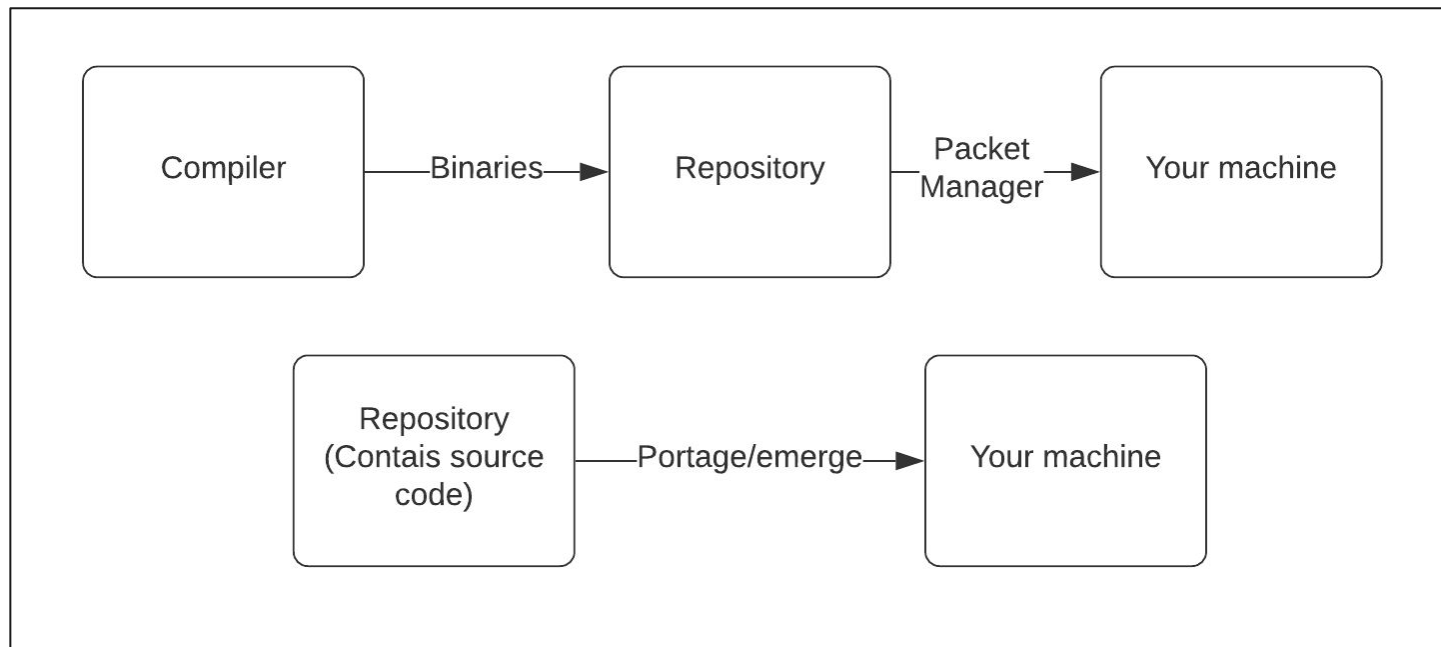 Compiler
Binaries
Repository
Packet
Manager
Your machine
Repository
(Contais source
code)
Portage/emerge
Your machine